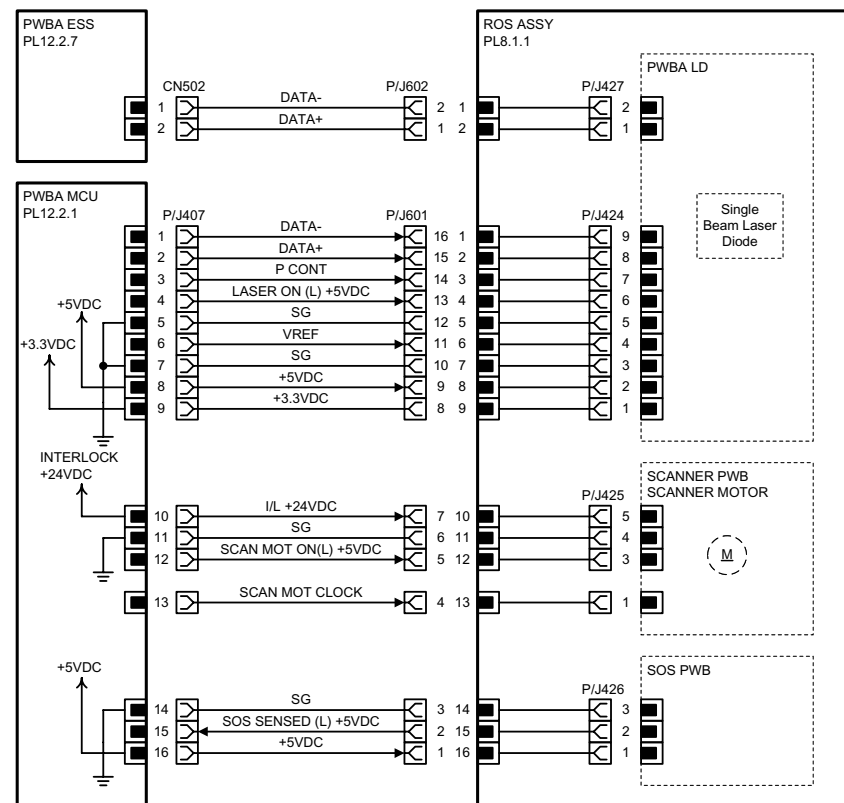 PWBA ESS
PL12.2.7
ROS ASSY
PL8.1.1
PWBA LD
CN502 P/J602 P/J427
1 DATA- 2 1 2
2 DATA+ 1 2 1
PWBA MCU
PL12.2.1
P/J407 P/J601 P/J424
Single
Beam Laser
Diode
1 DATA- 16 1 9
2 DATA+ 15 2 8
3 P CONT 14 3 7
4 LASER ON (L) +5VDC 13 4 6
+5VDC
5 SG 12 5 5
6 VREF 11 6 4
+3.3VDC
7 SG 10 7 3
8 +5VDC 9 8 2
9 +3.3VDC 8 9 1
INTERLOCK
+24VDC
SCANNER PWB
SCANNER MOTOR
P/J425
10 I/L +24VDC 7 10 5
11 SG 6 11 4
12 SCAN MOT ON(L) +5VDC 5 12 3
M
13 SCAN MOT CLOCK 4 13 1
+5VDC
SOS PWB
P/J426
14 SG 3 14 3
15 SOS SENSED (L) +5VDC 2 15 2
16 +5VDC 1 16 1